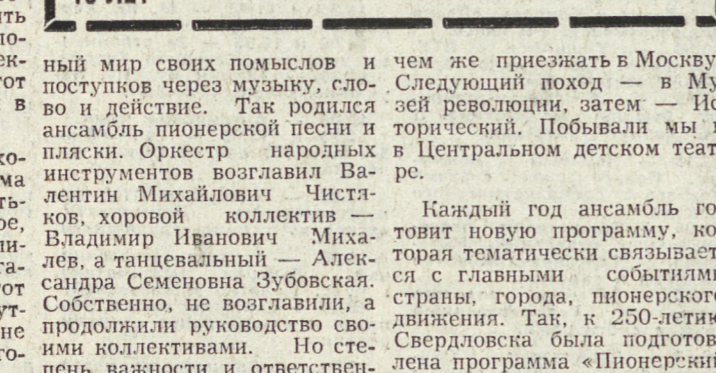 ный мир своих помыслов и
поступков через музыку, сло-
во и действие. Так родился
ансамбль пионерской песни и
пляски. Оркестр народных
инструментов возглавил Ва-
лентин Михайлович Чистя-
ков, хоровой коллектив —
Владимир Иванович Миха-
лев, а танцевальный — Алек-
сандра Семеновна Зубовская.
Собственно, не возглавили, а
продолжили руководство сво-
ими коллективами. Но сте-
пень важности и ответствен-
чем же приезжать в Москву
Следующий поход — в Му
зей революции, затем — Ис
торический. Побывали мы
в Центральном детском теат
ре.
Каждый год ансамбль го
товит новую программу, ко
торая тематически связывает
ся с главными событиями
страны, города, пионерского
движения. Так, к 250-летию
Свердловска была подготов
лена программа «Пионерский